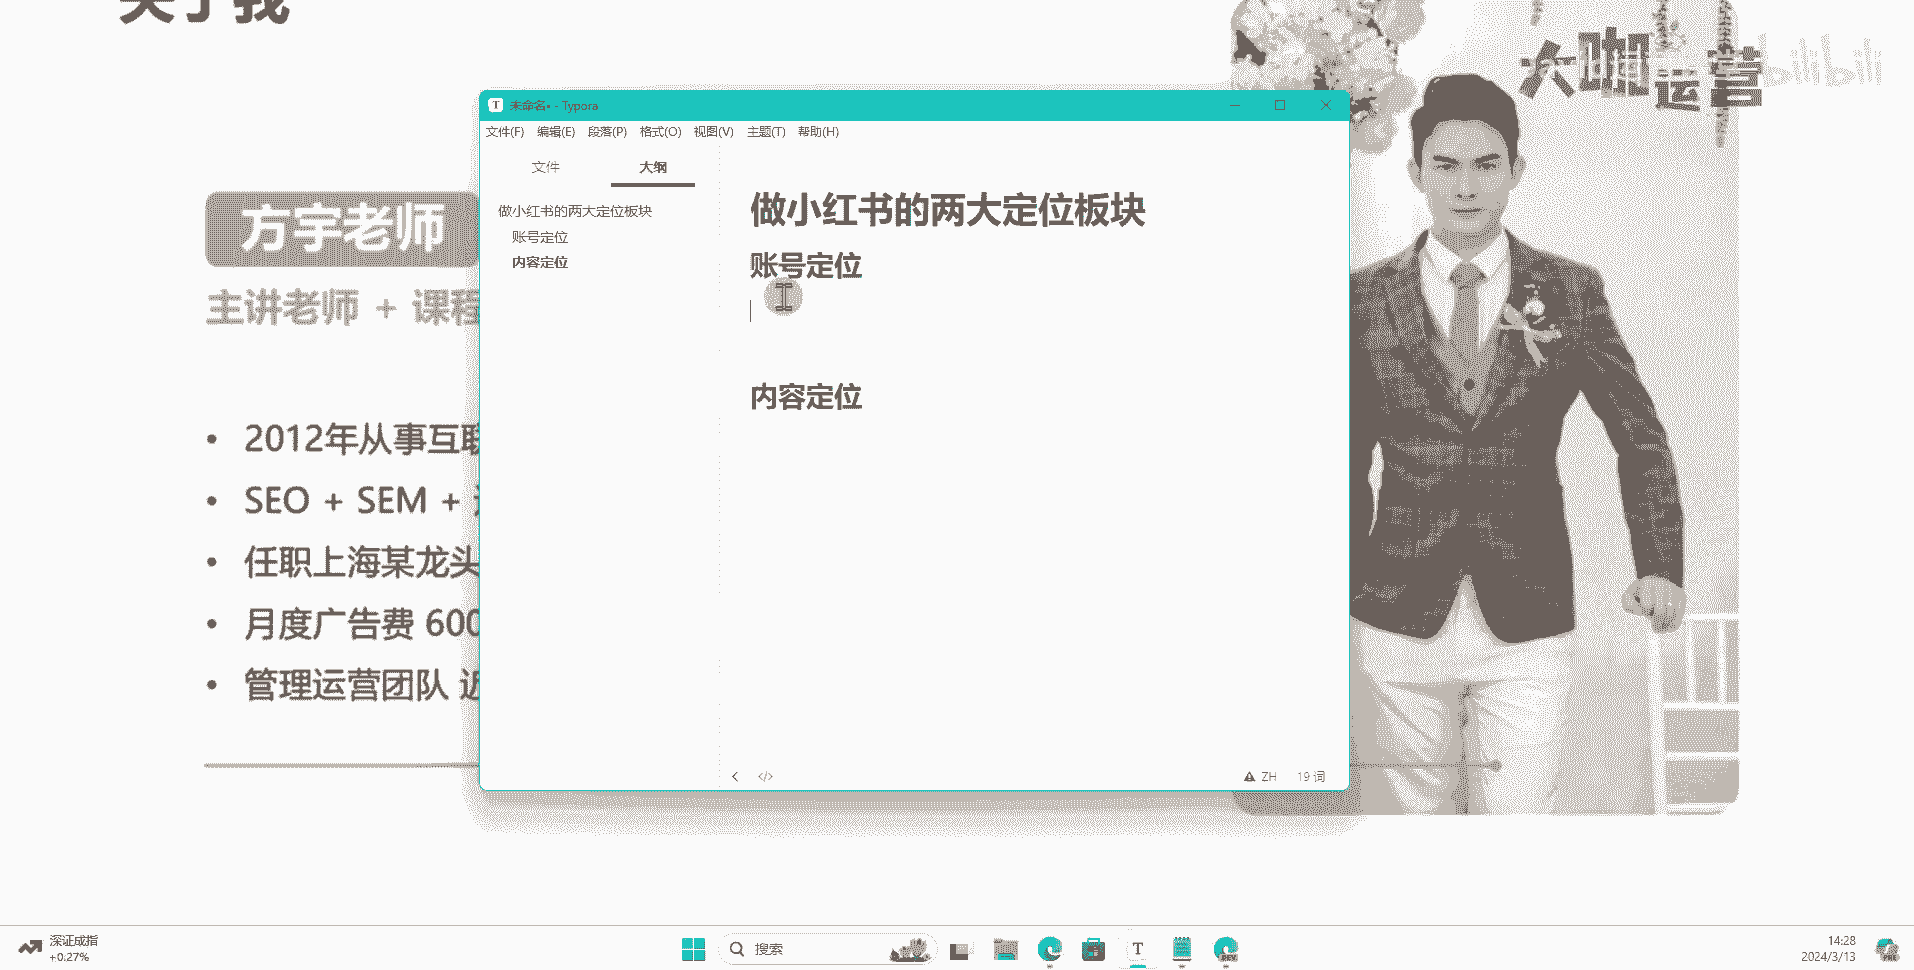 关于我
大咖运营
bilibili
方宇老师
主讲老师 + 课程
2012年从事互联
SEO + SEM +
任职上海某龙头
月度广告费 600
管理运营团队 近
未命名• - Typora
文件(F) 编辑(E) 段落(P) 格式(O) 视图(V) 主题(T) 帮助(H)
文件 大纲
做小红书的两大定位板块
账号定位
内容定位
做小红书的两大定位板块
账号定位
内容定位
ZH 19 词
深证成指
+0.27%
搜索
T
DEV
14:28
2024/3/13
PRE